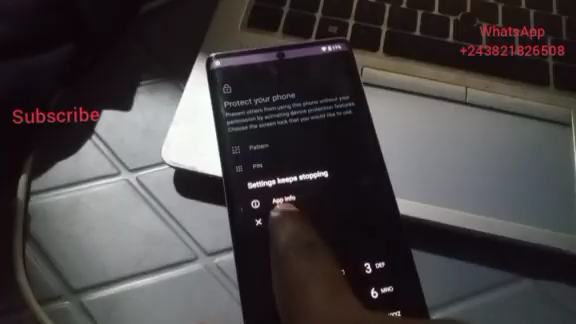 WhatsApp
+243821826508
Subscribe
Protect your phone
Prevent others from using this phone without your
permission by activating device protection features.
Choose the screen lock that you would like to use.
Pattern
PIN
Settings keeps stopping
App info
3 DEF
6 MNO